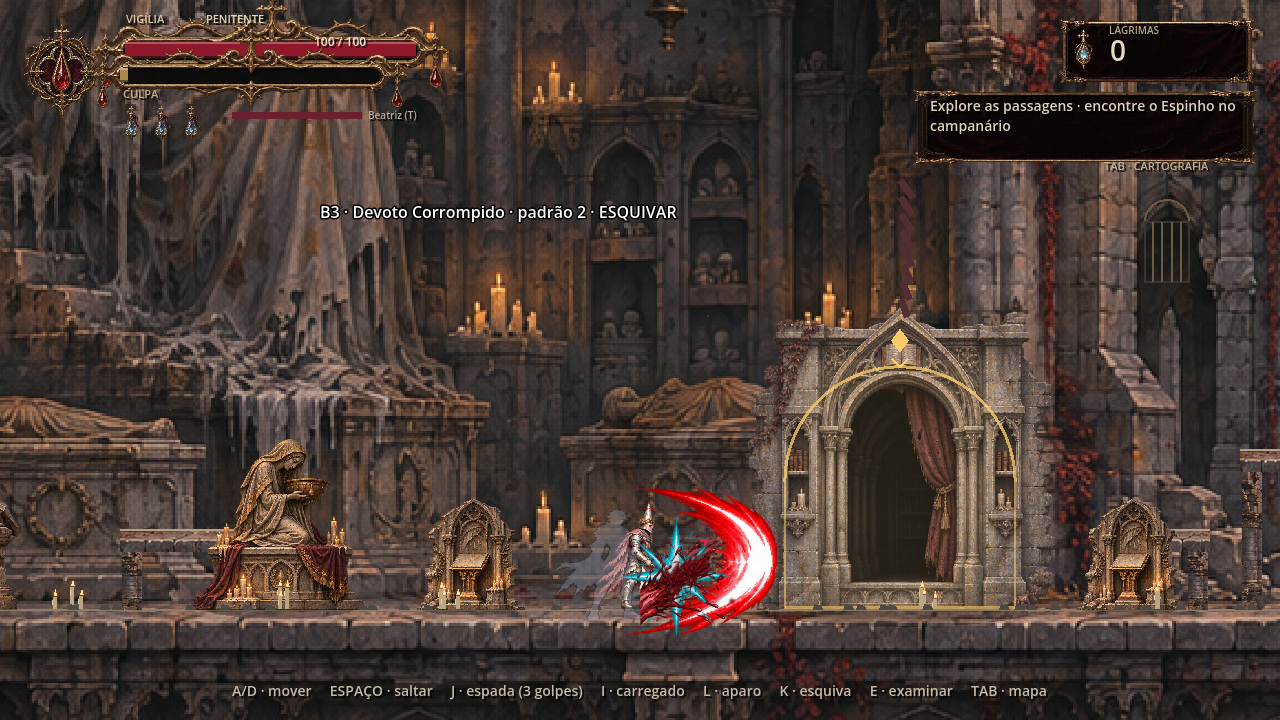 VIGÍLIA · PENITENTE
100 / 100
CULPA
Beatriz (T)
LÁGRIMAS
0
Explore as passagens · encontre o Espinho no
campanário
TAB · CARTOGRAFIA
B3 · Devoto Corrompido · padrão 2 · ESQUIVAR
A/D · mover ESPAÇO · saltar J · espada (3 golpes) I · carregado L · aparo K · esquiva E · examinar TAB · mapa